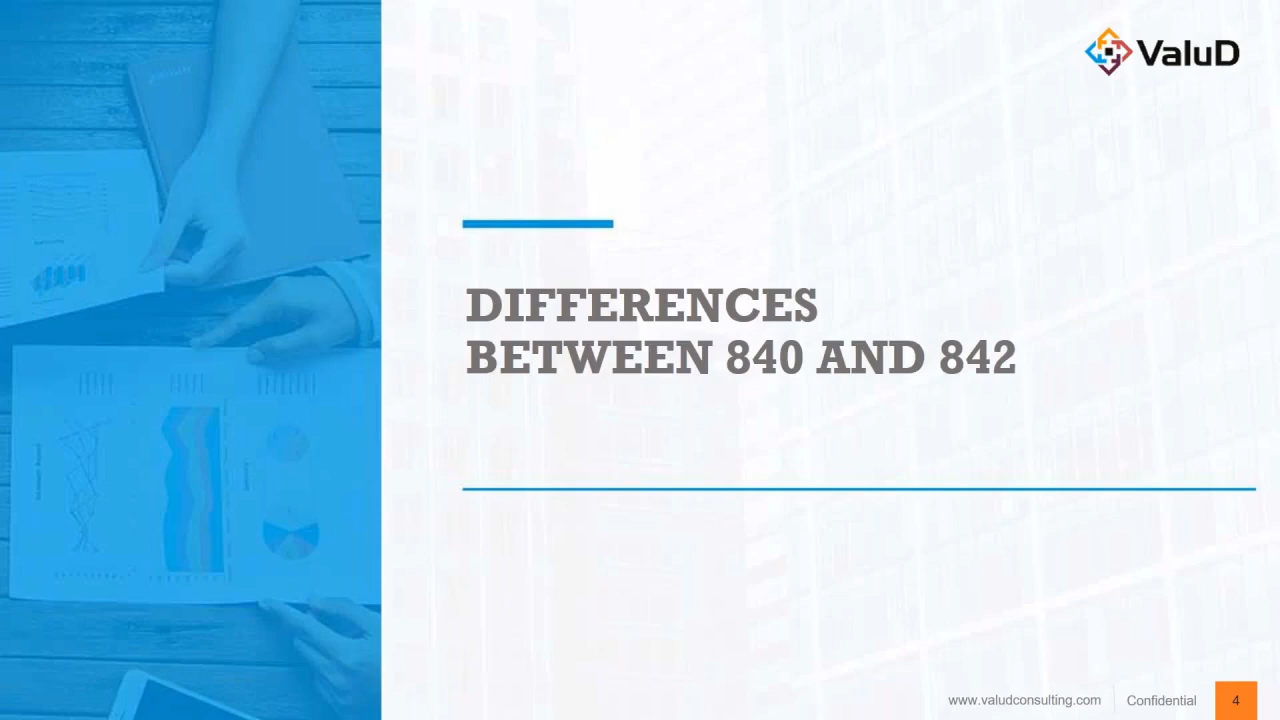 ValuD
DIFFERENCES
BETWEEN 840 AND 842
www.valudconsulting.com
Confidential
4